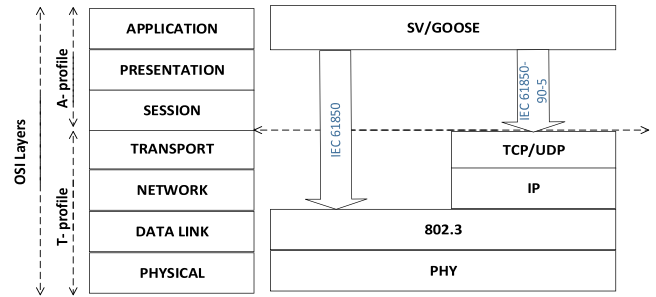 OSI Layers
A- profile
T- profile
APPLICATION
PRESENTATION
SESSION
TRANSPORT
NETWORK
DATA LINK
PHYSICAL
SV/GOOSE
IEC 61850
IEC 61850-
90-5
TCP/UDP
IP
802.3
PHY